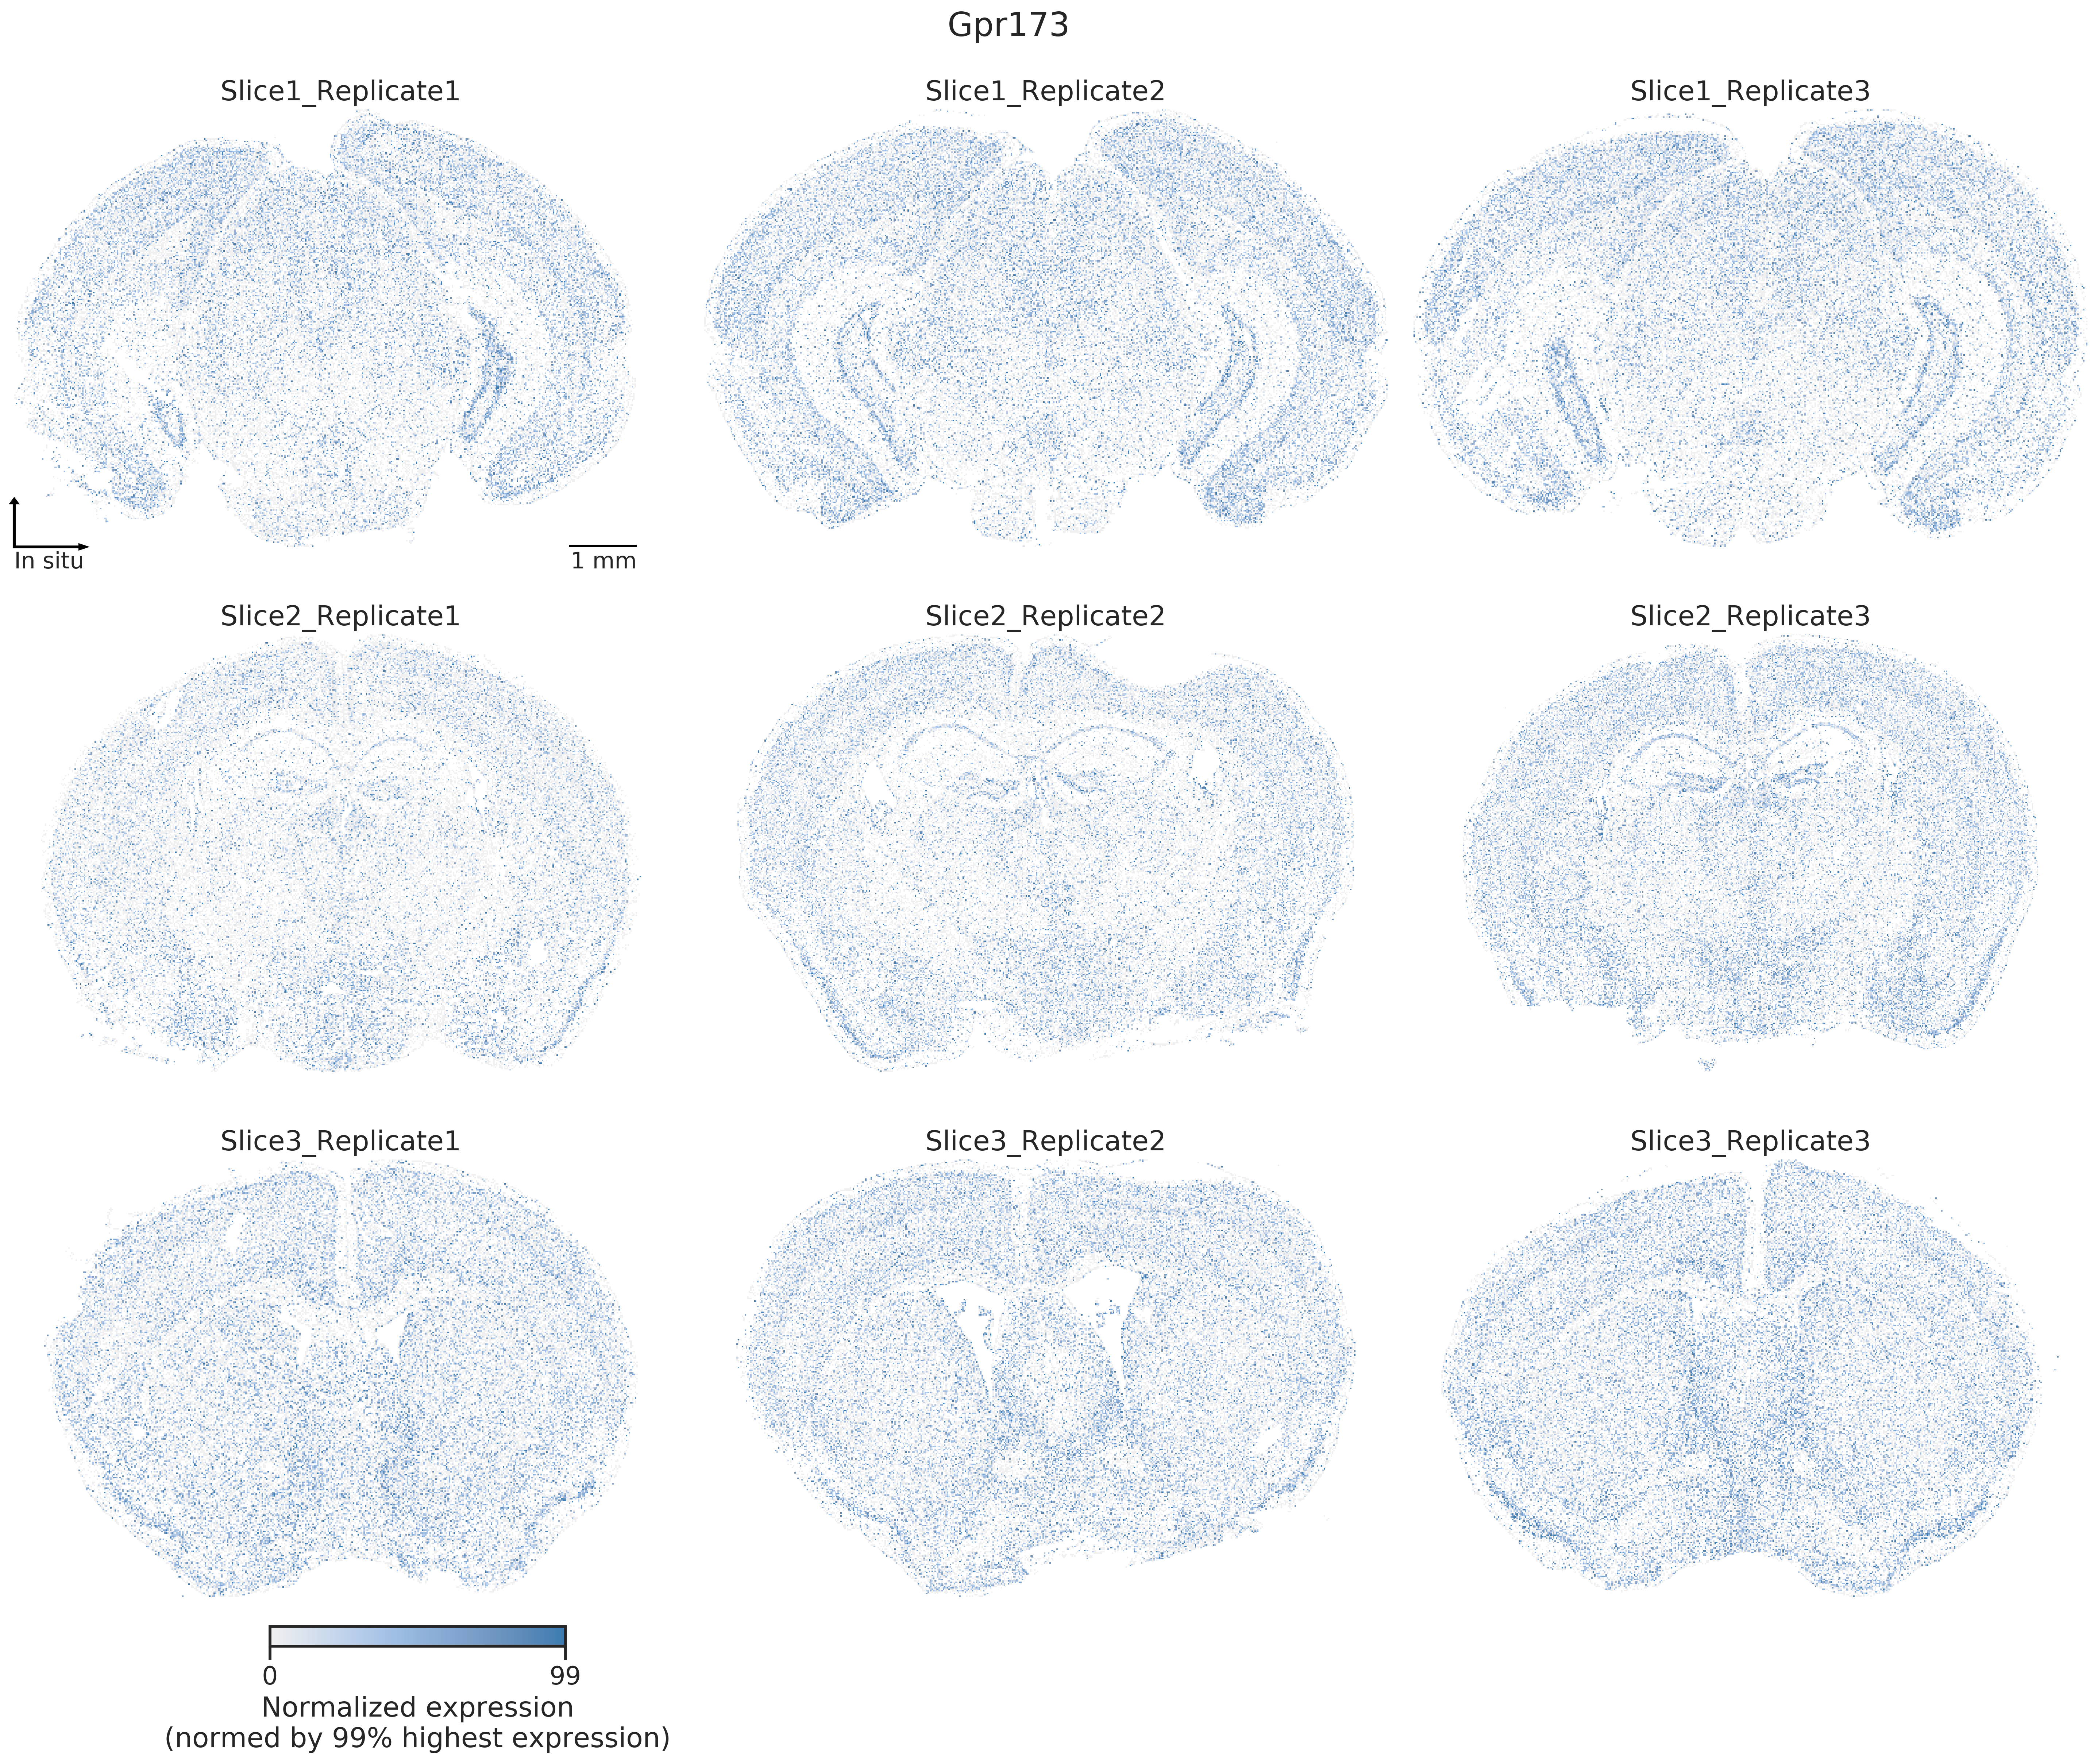 Gpr173
Slice1_Replicate1
Slice1_Replicate2
Slice1_Replicate3
In situ
1 mm
Slice2_Replicate1
Slice2_Replicate2
Slice2_Replicate3
Slice3_Replicate1
Slice3_Replicate2
Slice3_Replicate3
0
99
Normalized expression
(normed by 99% highest expression)